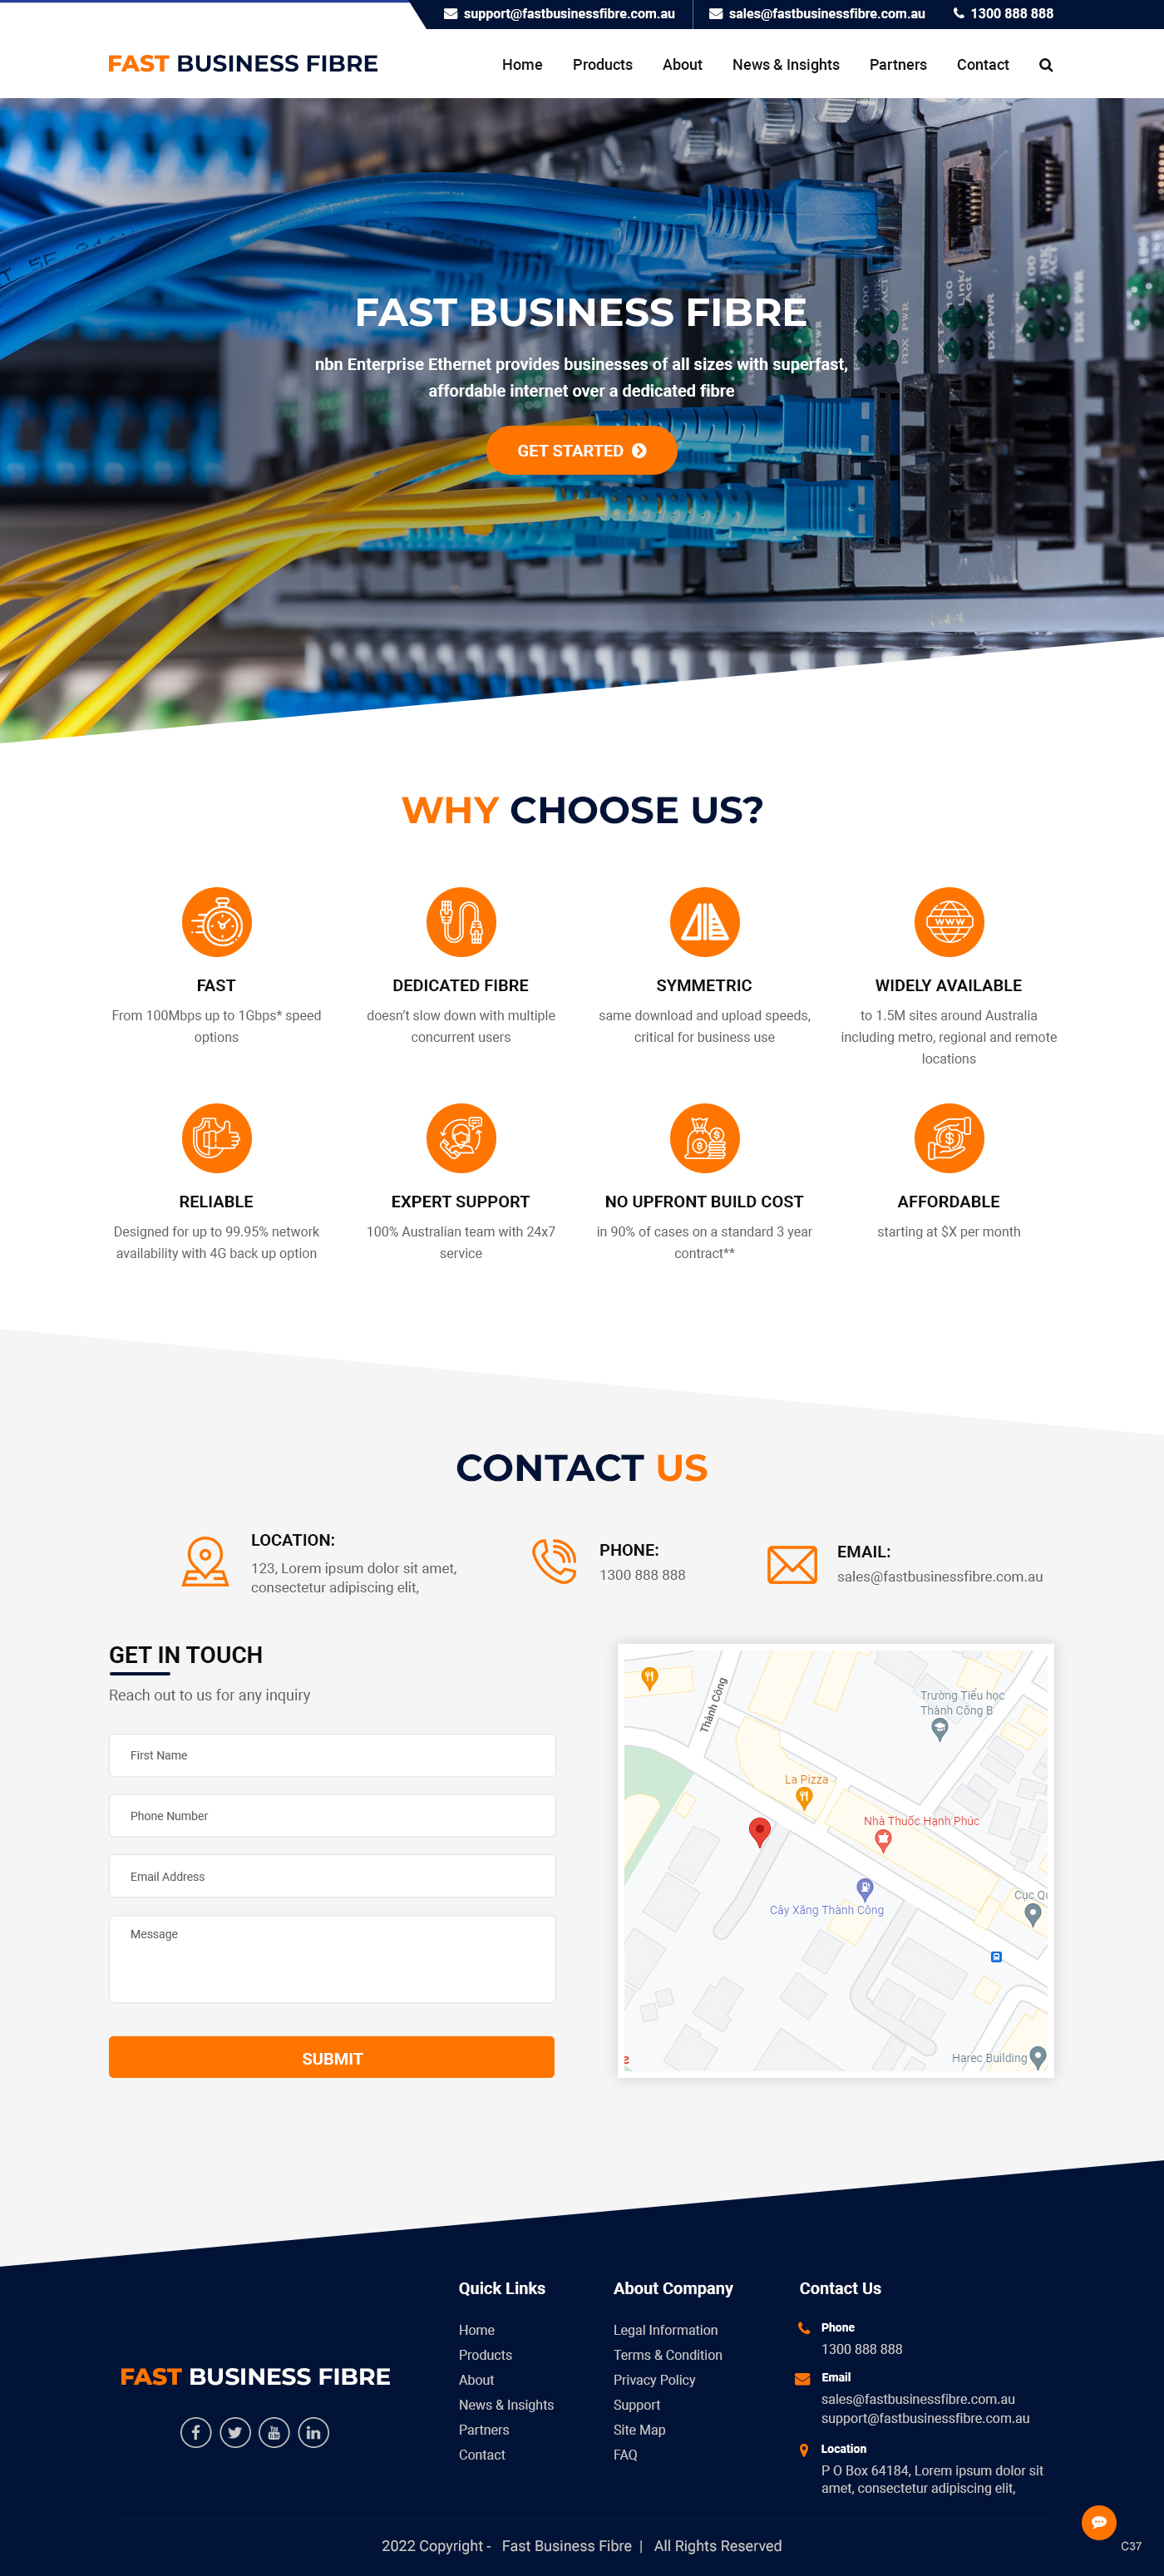 support@fastbusinessfibre.com.au sales@fastbusinessfibre.com.au 1300 888 888
FAST BUSINESS FIBRE
Home Products About News & Insights Partners Contact
FAST BUSINESS FIBRE
nbn Enterprise Ethernet provides businesses of all sizes with superfast,
affordable internet over a dedicated fibre
GET STARTED
WHY CHOOSE US?
FAST
From 100Mbps up to 1Gbps* speed
options
DEDICATED FIBRE
doesn't slow down with multiple
concurrent users
SYMMETRIC
same download and upload speeds,
critical for business use
WWW
WIDELY AVAILABLE
to 1.5M sites around Australia
including metro, regional and remote
locations
RELIABLE
Designed for up to 99.95% network
availability with 4G back up option
EXPERT SUPPORT
100% Australian team with 24x7
service
NO UPFRONT BUILD COST
in 90% of cases on a standard 3 year
contract**
AFFORDABLE
starting at $X per month
CONTACT US
LOCATION:
123, Lorem ipsum dolor sit amet,
consectetur adipiscing elit,
PHONE:
1300 888 888
EMAIL:
sales@fastbusinessfibre.com.au
GET IN TOUCH
Reach out to us for any inquiry
First Name
Phone Number
Email Address
Message
SUBMIT
Thành Công
Trường Tiểu học
Thành Công B
La Pizza
Nhà Thuốc Hạnh Phúc
Cây Xăng Thành Công
Cục
Harec Building
FAST BUSINESS FIBRE
Quick Links
Home
Products
About
News & Insights
Partners
Contact
About Company
Legal Information
Terms & Condition
Privacy Policy
Support
Site Map
FAQ
Contact Us
Phone
1300 888 888
Email
sales@fastbusinessfibre.com.au
support@fastbusinessfibre.com.au
Location
P O Box 64184, Lorem ipsum dolor sit
amet, consectetur adipiscing elit,
2022 Copyright - Fast Business Fibre | All Rights Reserved
C37